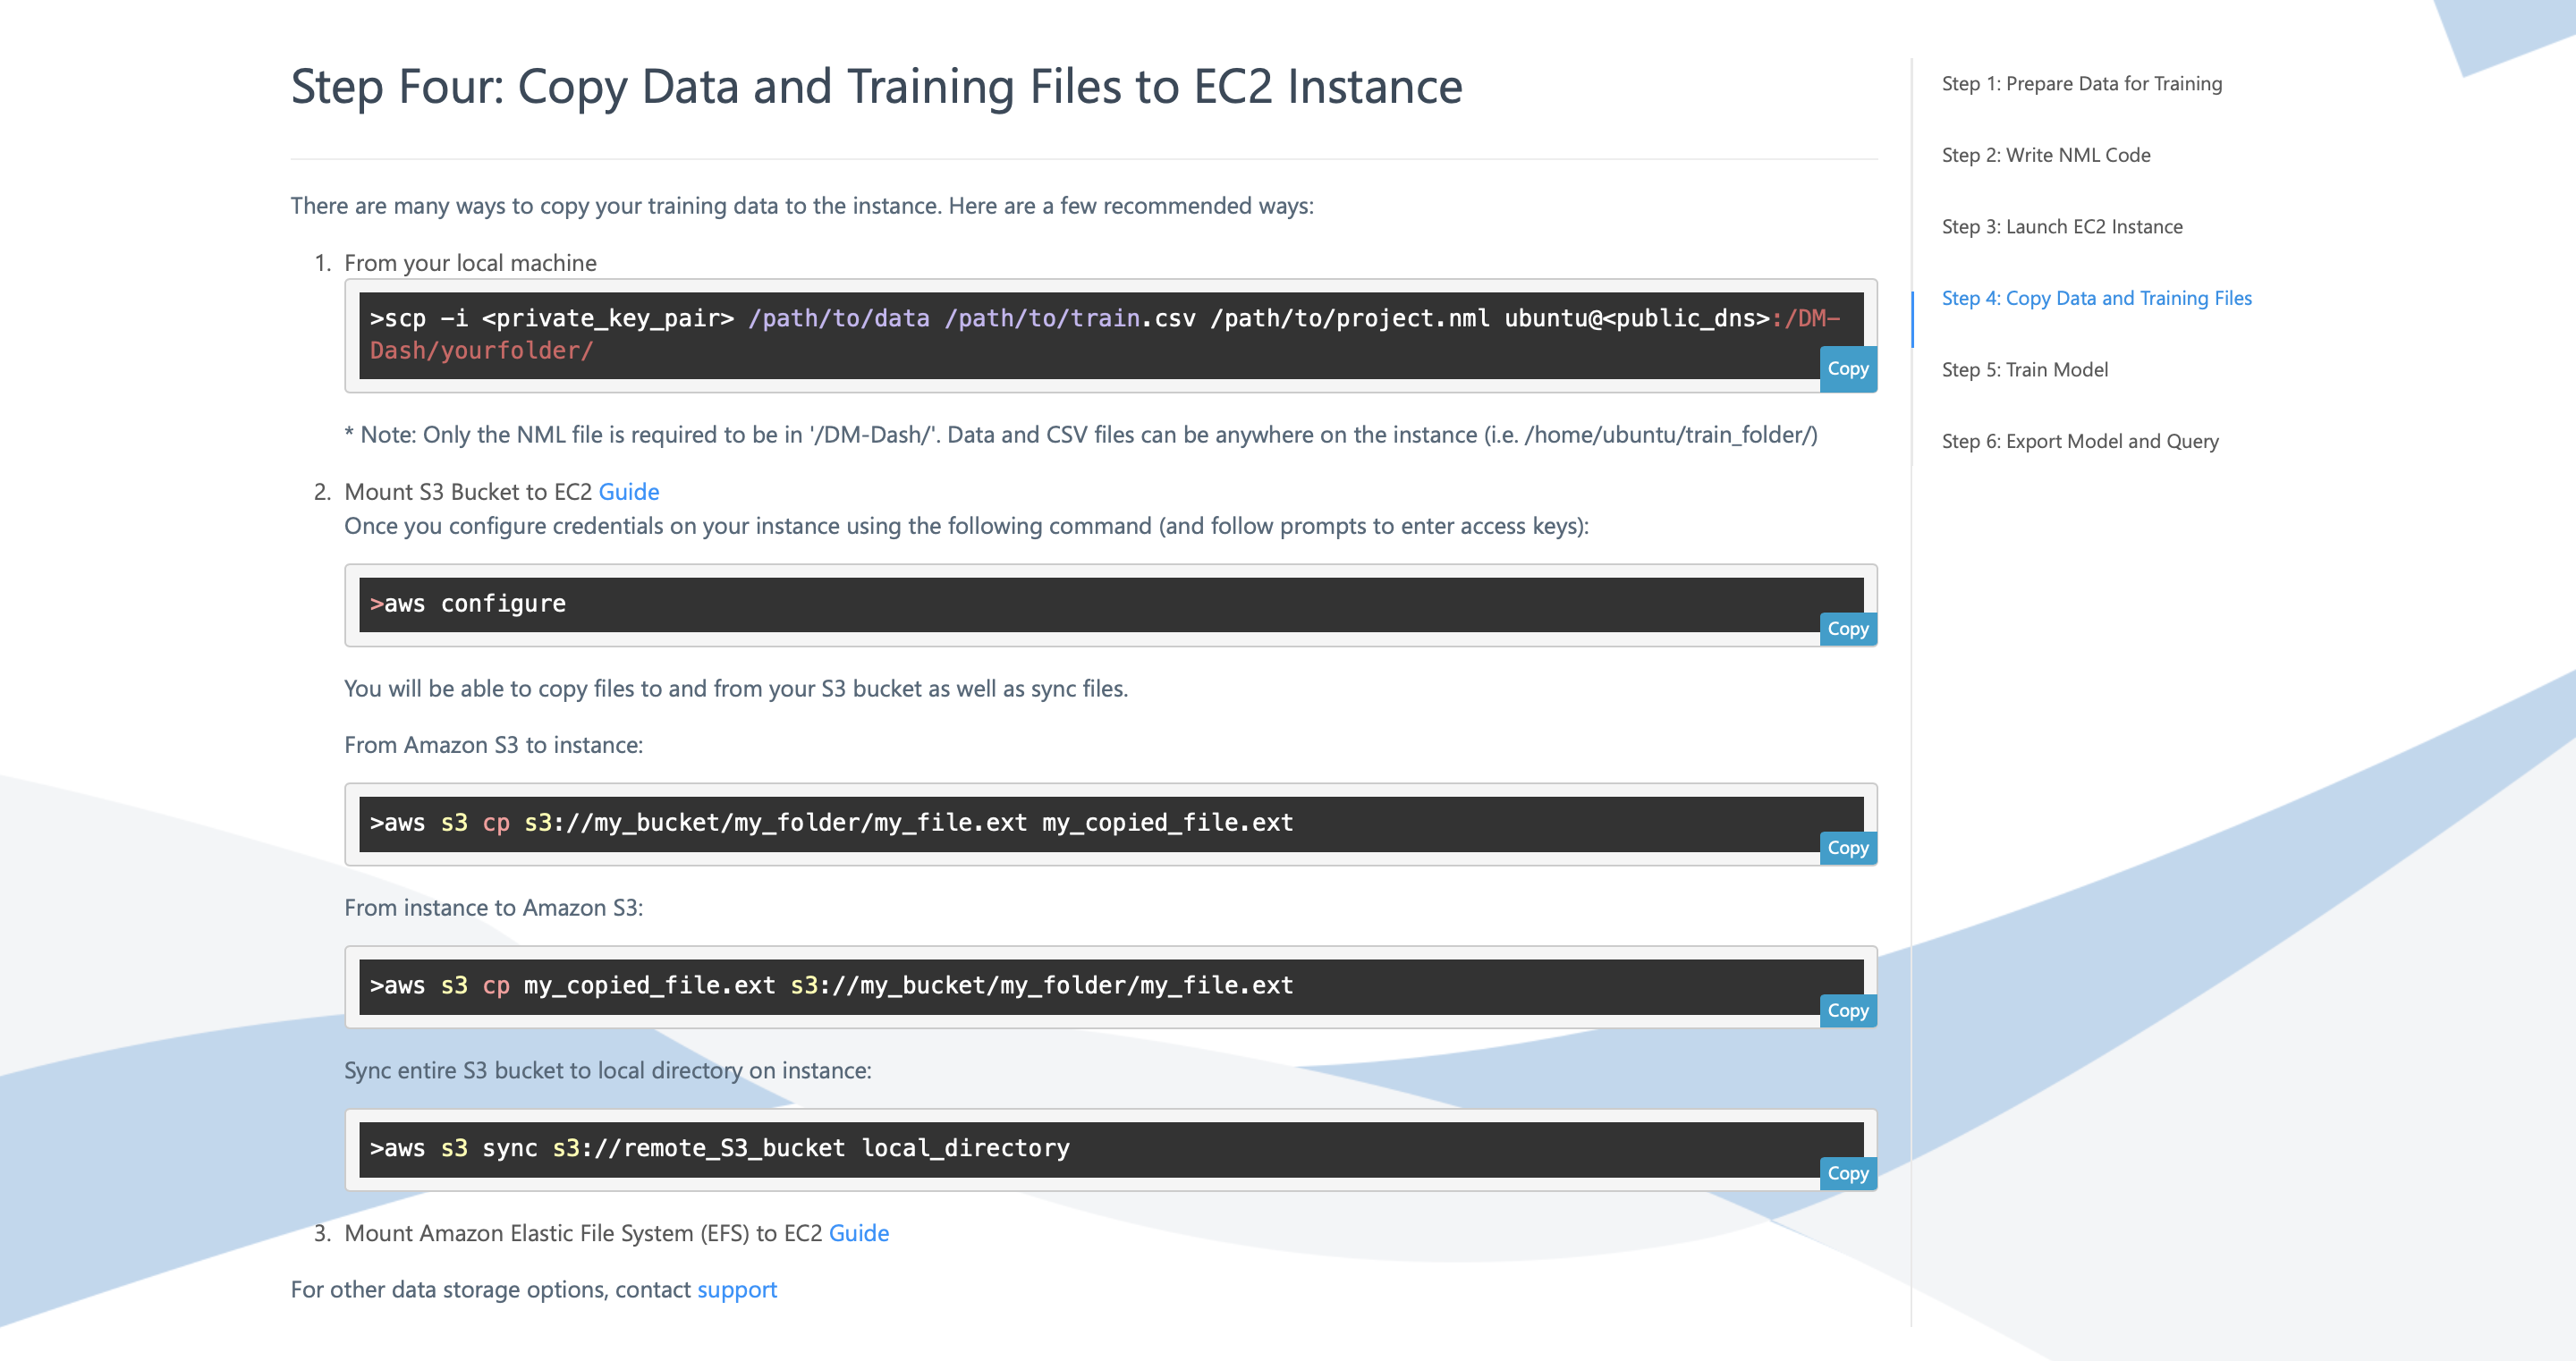 Step Four: Copy Data and Training Files to EC2 Instance
There are many ways to copy your training data to the instance. Here are a few recommended ways:
1. From your local machine
>scp -i <private_key_pair> /path/to/data /path/to/train.csv /path/to/project.nml ubuntu@<public_dns>:/DM-
Dash/yourfolder/
Copy
* Note: Only the NML file is required to be in '/DM-Dash/'. Data and CSV files can be anywhere on the instance (i.e. /home/ubuntu/train_folder/)
2. Mount S3 Bucket to EC2 Guide
Once you configure credentials on your instance using the following command (and follow prompts to enter access keys):
>aws configure
Copy
You will be able to copy files to and from your S3 bucket as well as sync files.
From Amazon S3 to instance:
>aws s3 cp s3://my_bucket/my_folder/my_file.ext my_copied_file.ext
Copy
From instance to Amazon S3:
>aws s3 cp my_copied_file.ext s3://my_bucket/my_folder/my_file.ext
Copy
Sync entire S3 bucket to local directory on instance:
>aws s3 sync s3://remote_S3_bucket local_directory
Copy
3. Mount Amazon Elastic File System (EFS) to EC2 Guide
For other data storage options, contact support
Step 1: Prepare Data for Training
Step 2: Write NML Code
Step 3: Launch EC2 Instance
Step 4: Copy Data and Training Files
Step 5: Train Model
Step 6: Export Model and Query